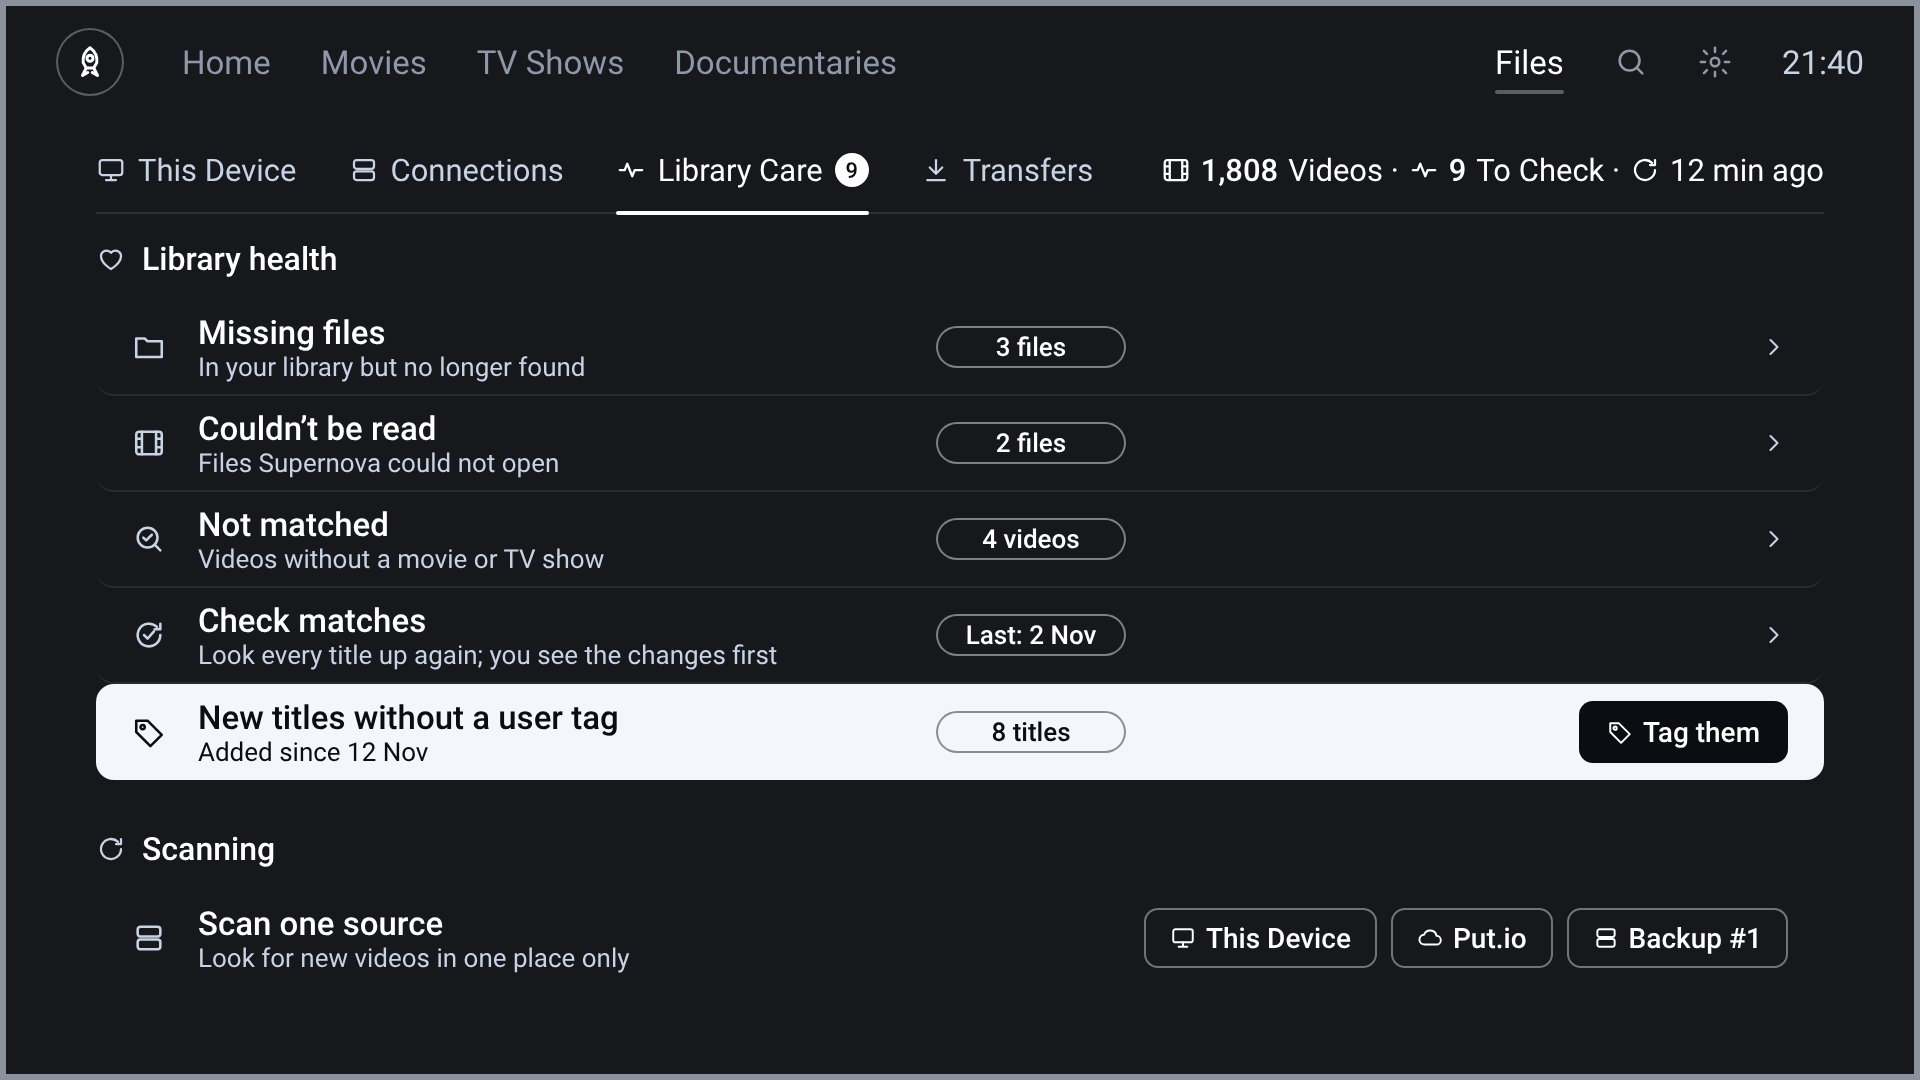 Home Movies TV Shows Documentaries Files 21:40
This Device Connections Library Care 9 Transfers 1,808 Videos · 9 To Check · 12 min ago
Library health
Missing files
In your library but no longer found
3 files
Couldn’t be read
Files Supernova could not open
2 files
Not matched
Videos without a movie or TV show
4 videos
Check matches
Look every title up again; you see the changes first
Last: 2 Nov
New titles without a user tag
Added since 12 Nov
8 titles
Tag them
Scanning
Scan one source
Look for new videos in one place only
This Device Put.io Backup #1